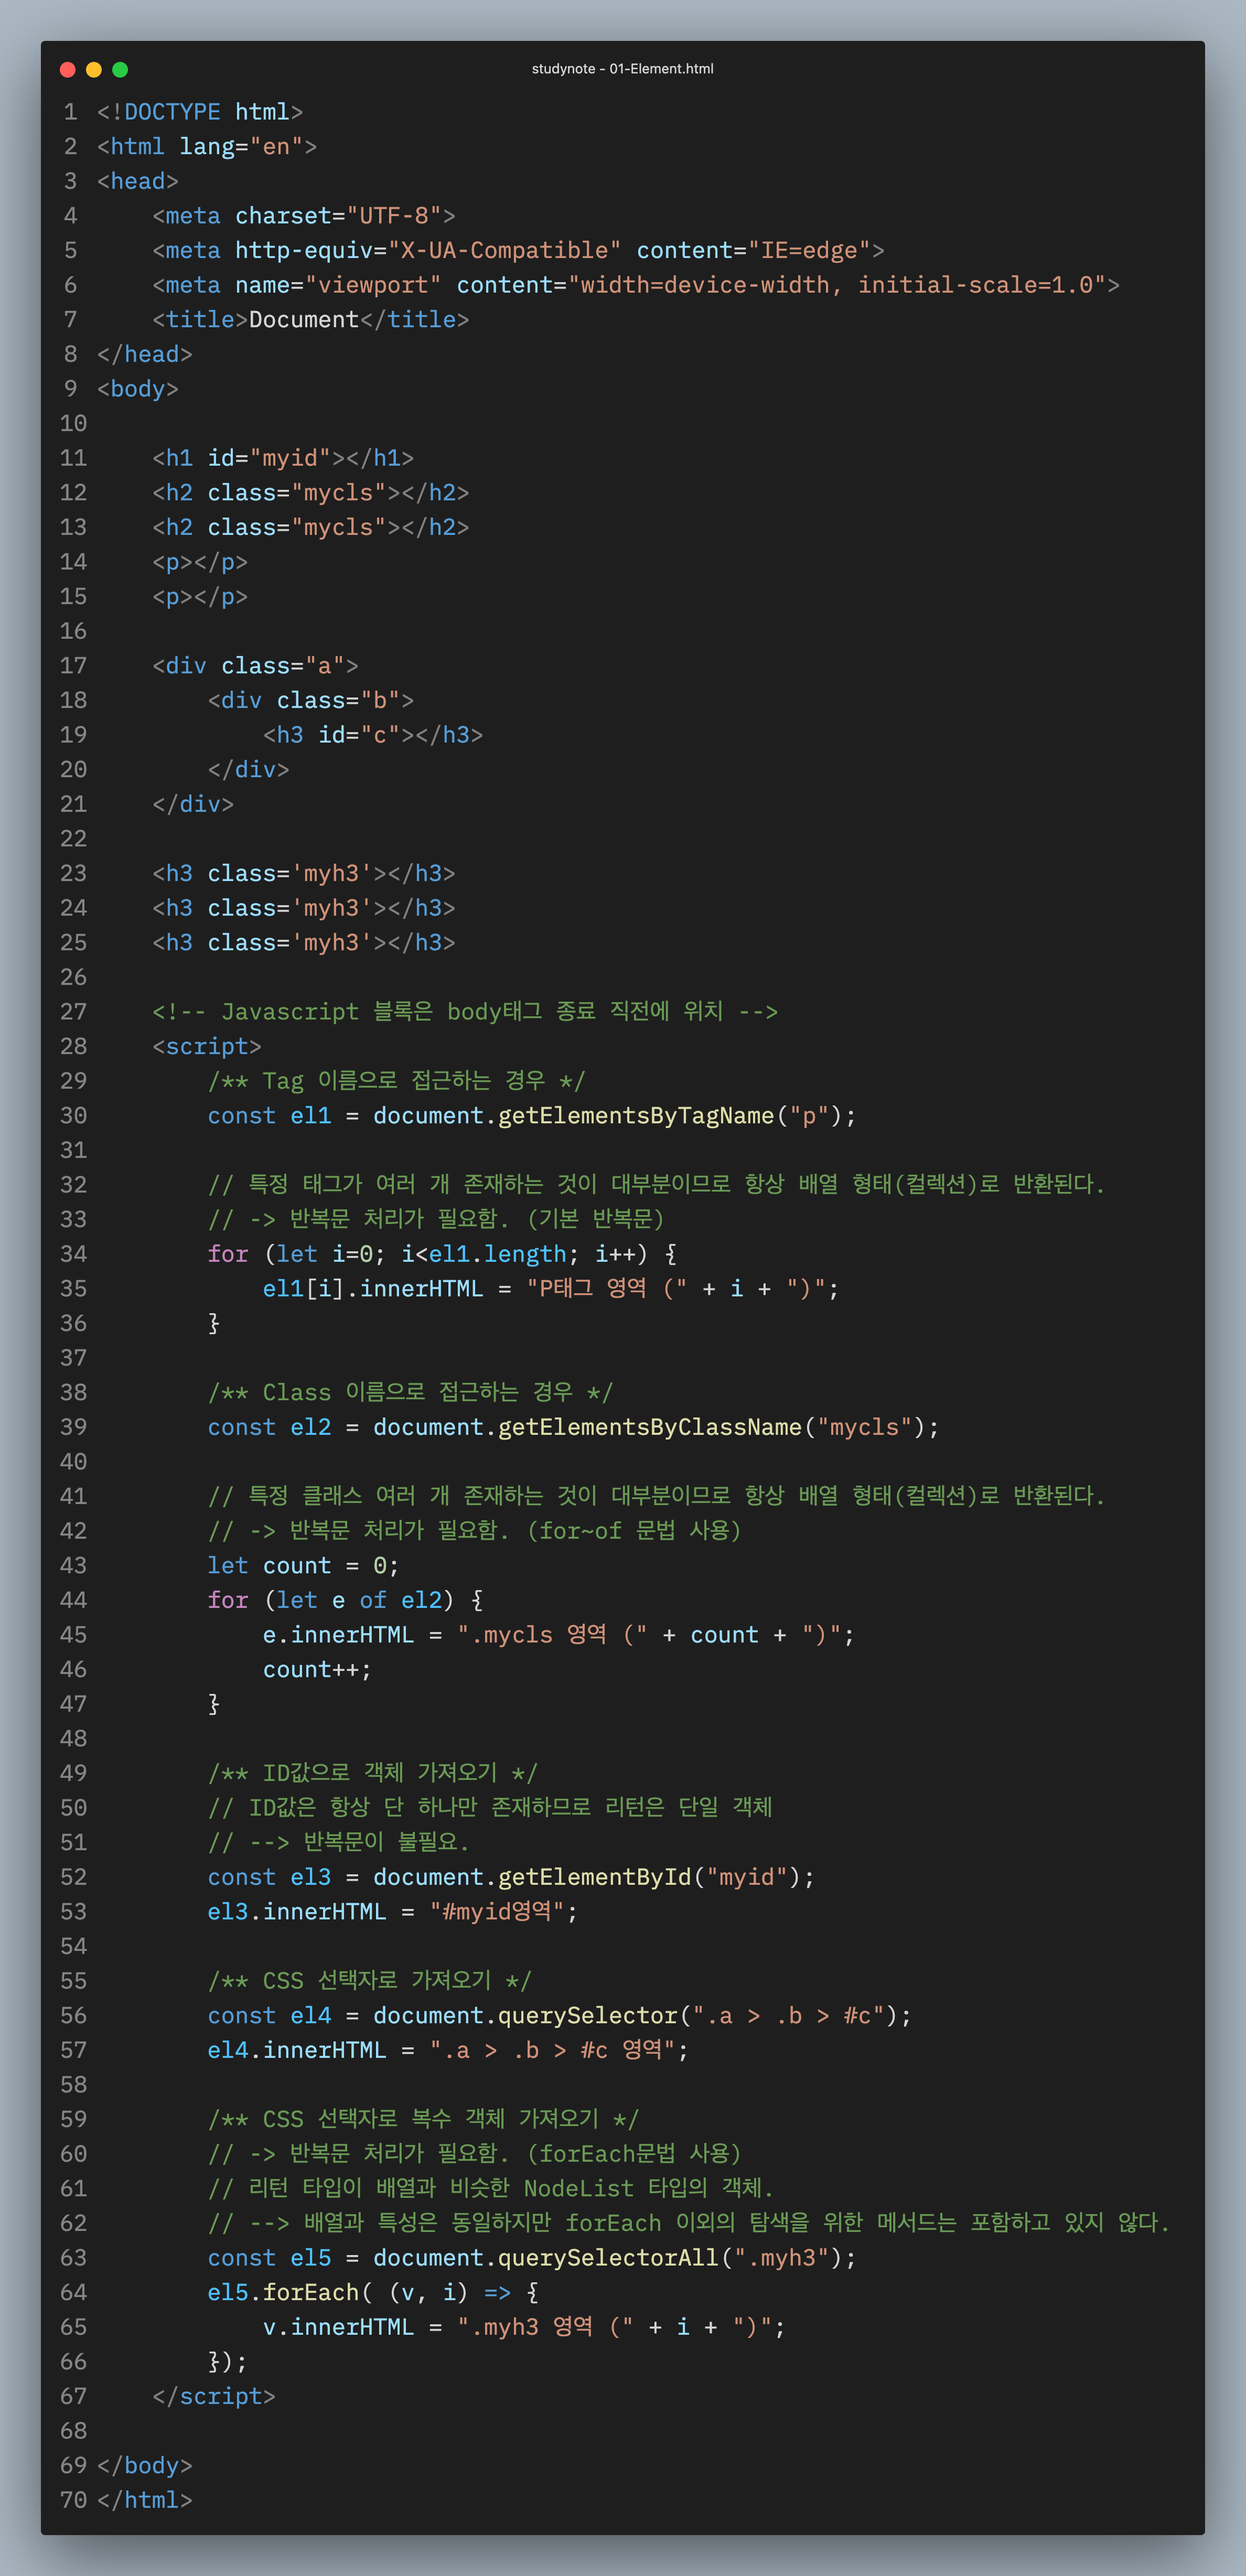 studynote - 01-Element.html
1 <!DOCTYPE html>
2 <html lang="en">
3 <head>
4     <meta charset="UTF-8">
5     <meta http-equiv="X-UA-Compatible" content="IE=edge">
6     <meta name="viewport" content="width=device-width, initial-scale=1.0">
7     <title>Document</title>
8 </head>
9 <body>
10
11     <h1 id="myid"></h1>
12     <h2 class="mycls"></h2>
13     <h2 class="mycls"></h2>
14     <p></p>
15     <p></p>
16
17     <div class="a">
18         <div class="b">
19             <h3 id="c"></h3>
20         </div>
21     </div>
22
23     <h3 class='myh3'></h3>
24     <h3 class='myh3'></h3>
25     <h3 class='myh3'></h3>
26
27     <!-- Javascript 블록은 body태그 종료 직전에 위치 -->
28     <script>
29         /** Tag 이름으로 접근하는 경우 */
30         const el1 = document.getElementsByTagName("p");
31
32         // 특정 태그가 여러 개 존재하는 것이 대부분이므로 항상 배열 형태(컬렉션)로 반환된다.
33         // -> 반복문 처리가 필요함. (기본 반복문)
34         for (let i=0; i<el1.length; i++) {
35             el1[i].innerHTML = "P태그 영역 (" + i + ")";
36         }
37
38         /** Class 이름으로 접근하는 경우 */
39         const el2 = document.getElementsByClassName("mycls");
40
41         // 특정 클래스 여러 개 존재하는 것이 대부분이므로 항상 배열 형태(컬렉션)로 반환된다.
42         // -> 반복문 처리가 필요함. (for~of 문법 사용)
43         let count = 0;
44         for (let e of el2) {
45             e.innerHTML = ".mycls 영역 (" + count + ")";
46             count++;
47         }
48
49         /** ID값으로 객체 가져오기 */
50         // ID값은 항상 단 하나만 존재하므로 리턴은 단일 객체
51         // --> 반복문이 불필요.
52         const el3 = document.getElementById("myid");
53         el3.innerHTML = "#myid영역";
54
55         /** CSS 선택자로 가져오기 */
56         const el4 = document.querySelector(".a > .b > #c");
57         el4.innerHTML = ".a > .b > #c 영역";
58
59         /** CSS 선택자로 복수 객체 가져오기 */
60         // -> 반복문 처리가 필요함. (forEach문법 사용)
61         // 리턴 타입이 배열과 비슷한 NodeList 타입의 객체.
62         // --> 배열과 특성은 동일하지만 forEach 이외의 탐색을 위한 메서드는 포함하고 있지 않다.
63         const el5 = document.querySelectorAll(".myh3");
64         el5.forEach( (v, i) => {
65             v.innerHTML = ".myh3 영역 (" + i + ")";
66         });
67     </script>
68
69 </body>
70 </html>